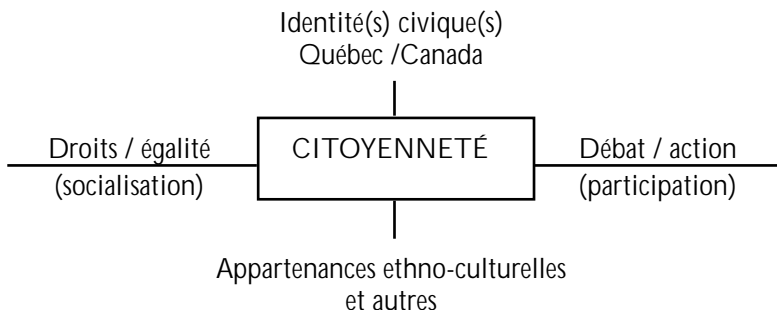 Identité(s) civique(s)
Québec /Canada
Droits / égalité
(socialisation)
CITOYENNETÉ
Débat / action
(participation)
Appartenances ethno-culturelles
et autres